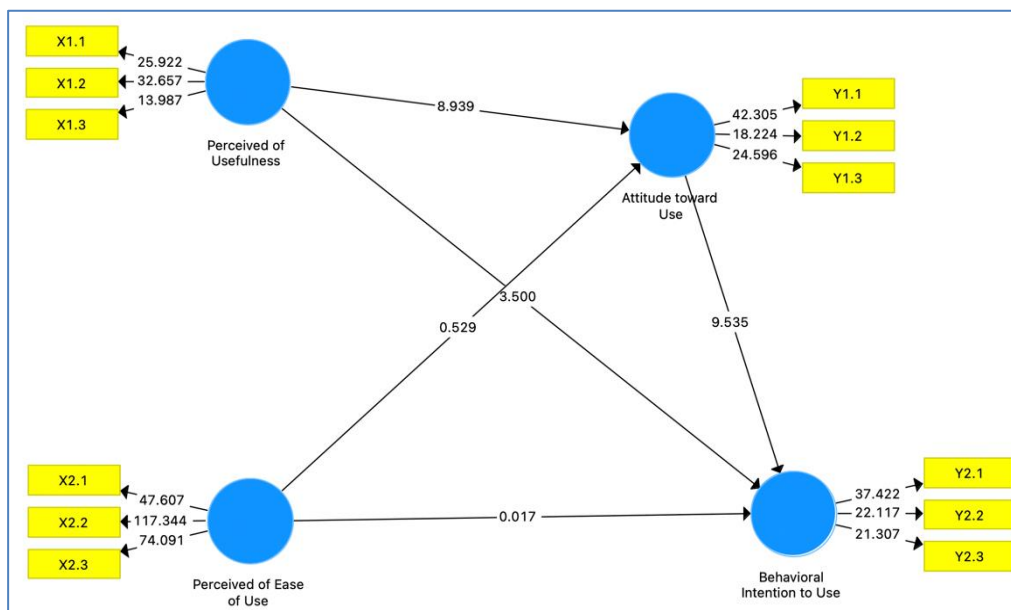 X1.1
X1.2
X1.3
25.922
32.657
13.987
Perceived of
Usefulness
8.939
Y1.1
Y1.2
Y1.3
42.305
18.224
24.596
Attitude toward
Use
3.500
0.529
9.535
X2.1
X2.2
X2.3
47.607
117.344
74.091
Perceived of Ease
of Use
0.017
Y2.1
Y2.2
Y2.3
37.422
22.117
21.307
Behavioral
Intention to Use